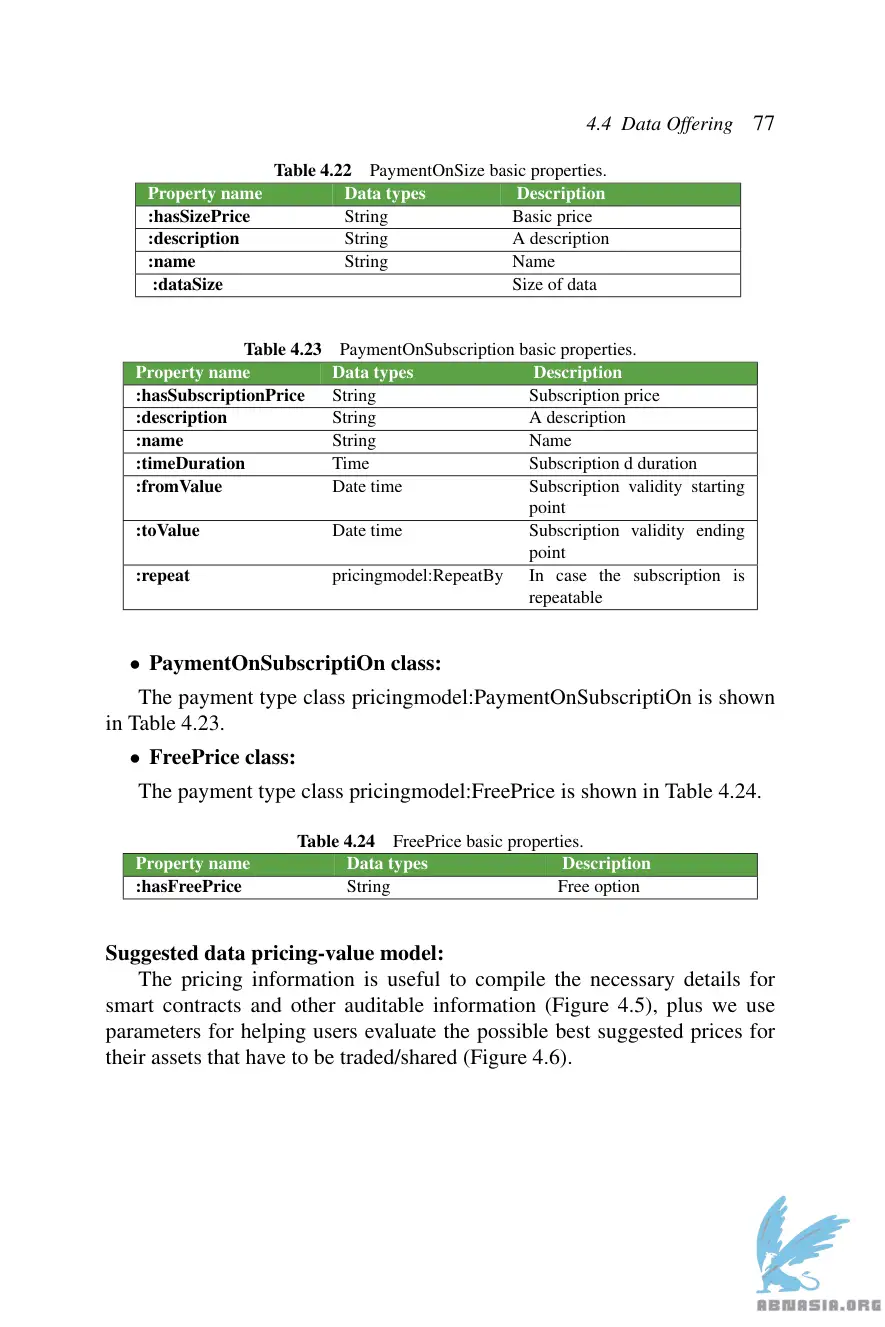 4.4 Data Offering 77
Table 4.22 PaymentOnSize basic properties.
Property name Data types Description
:hasSizePrice String Basic price
:description String A description
:name String Name
:dataSize Size of data
Table 4.23 PaymentOnSubscription basic properties.
Property name Data types Description
:hasSubscriptionPrice String Subscription price
:description String A description
:name String Name
:timeDuration Time Subscription d duration
:fromValue Date time Subscription validity starting
point
:toValue Date time Subscription validity ending
point
:repeat pricingmodel:RepeatBy In case the subscription is
repeatable
• PaymentOnSubscriptiOn class:
The payment type class pricingmodel:PaymentOnSubscriptiOn is shown
in Table 4.23.
• FreePrice class:
The payment type class pricingmodel:FreePrice is shown in Table 4.24.
Table 4.24 FreePrice basic properties.
Property name Data types Description
:hasFreePrice String Free option
Suggested data pricing-value model:
The pricing information is useful to compile the necessary details for
smart contracts and other auditable information (Figure 4.5), plus we use
parameters for helping users evaluate the possible best suggested prices for
their assets that have to be traded/shared (Figure 4.6).
ABNASIA.ORG